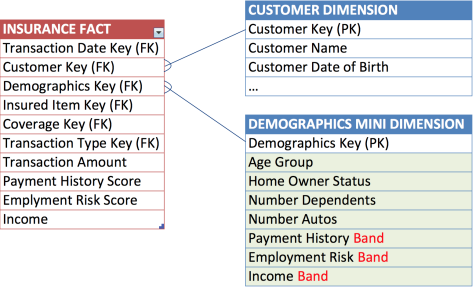 INSURANCE FACT
Transaction Date Key (FK)
Customer Key (FK)
Demographics Key (FK)
Insured Item Key (FK)
Coverage Key (FK)
Transaction Type Key (FK)
Transaction Amount
Payment History Score
Emplyment Risk Score
Income
CUSTOMER DIMENSION
Customer Key (PK)
Customer Name
Customer Date of Birth
...
DEMOGRAPHICS MINI DIMENSION
Demographics Key (PK)
Age Group
Home Owner Status
Number Dependents
Number Autos
Payment History Band
Employment Risk Band
Income Band